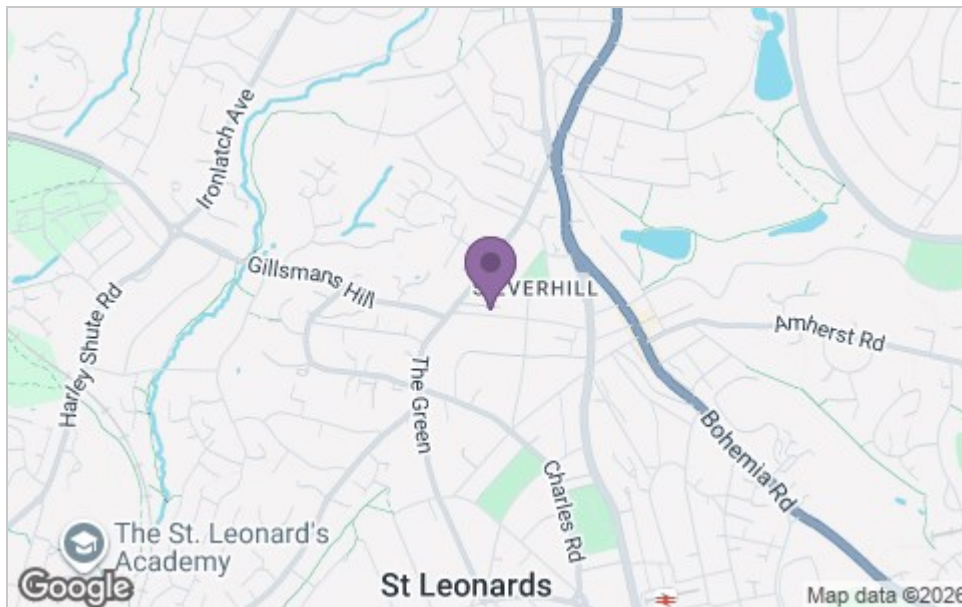 Ironlatch Ave
Gillsmans Hill
SILVERHILL
Harley Shute Rd
Amherst Rd
The Green
Bohemia Rd
Charles Rd
The St. Leonard's
Academy
St Leonards
Google
Map data ©2026